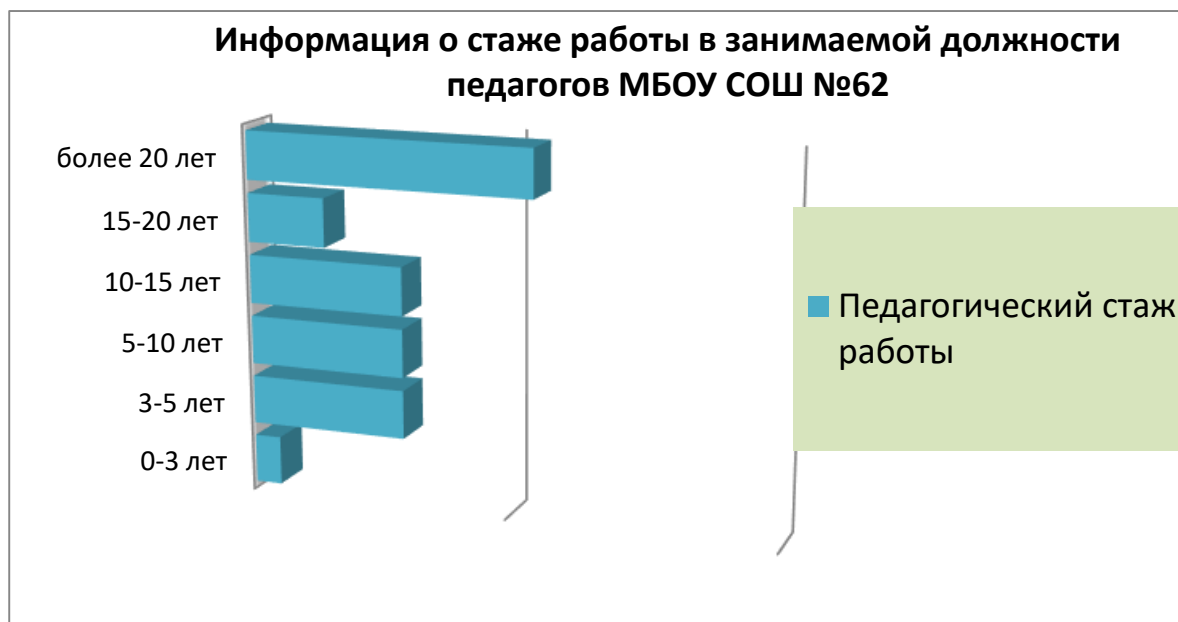 Информация о стаже работы в занимаемой должности
педагогов МБОУ СОШ №62
более 20 лет
15-20 лет
10-15 лет
5-10 лет
3-5 лет
0-3 лет
Педагогический стаж
работы